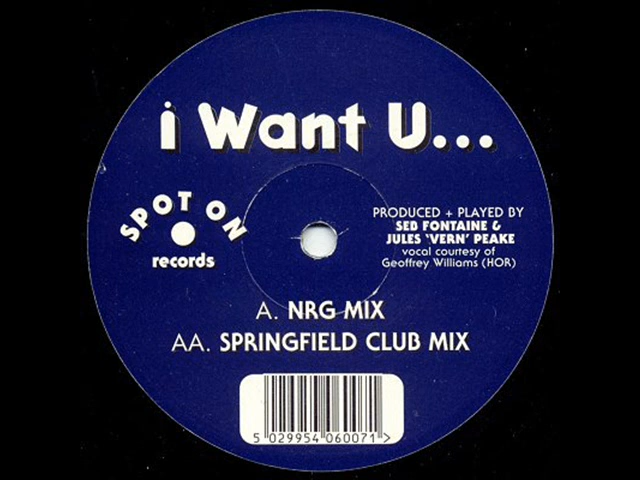 i Want U...
SPOT ON
records
PRODUCED + PLAYED BY
SEB FONTAINE &
JULES 'VERN' PEAKE
vocal courtesy of
Geoffrey Williams (HOR)
A. NRG MIX
AA. SPRINGFIELD CLUB MIX
5 029954 060071 >